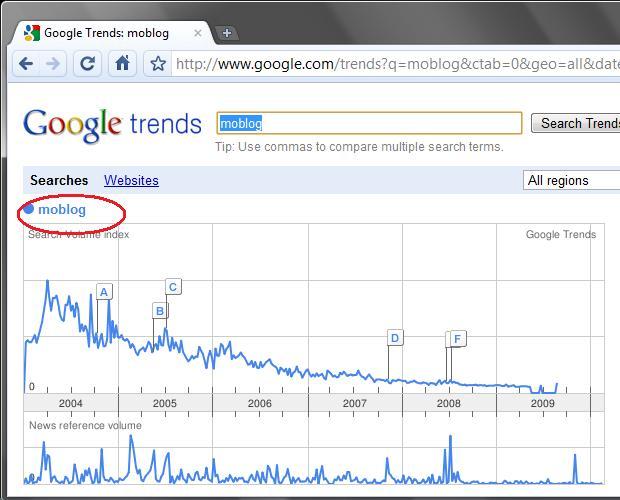 Google Trends: moblog
http://www.google.com/trends?q=moblog&ctab=0&geo=all&date
Google trends
moblog
Search Trends
Tip: Use commas to compare multiple search terms.
Searches Websites
All regions
moblog
Search Volume index
Google Trends
A
C
B
D
F
0
2004 2005 2006 2007 2008 2009
News reference volume
0